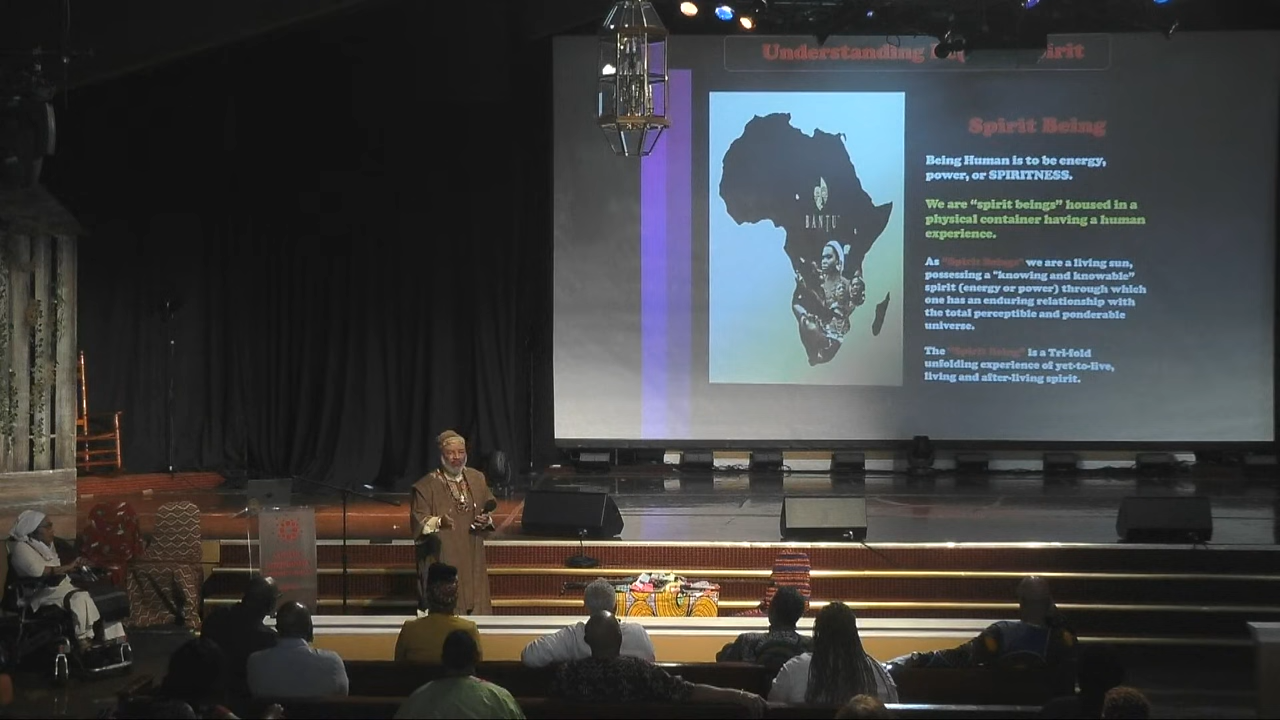 Understanding
Spirit Being
BANTU
Being Human is to be energy,
power, or SPIRITNESS.
We are “spirit beings” housed in a
physical container having a human
experience.
As "Spirit Beings" we are a living sun,
possessing a “knowing and knowable”
spirit (energy or power) through which
one has an enduring relationship with
the total perceptible and ponderable
universe.
The "Spirit Being" is a Tri-fold
unfolding experience of yet-to-live,
living and after-living spirit.